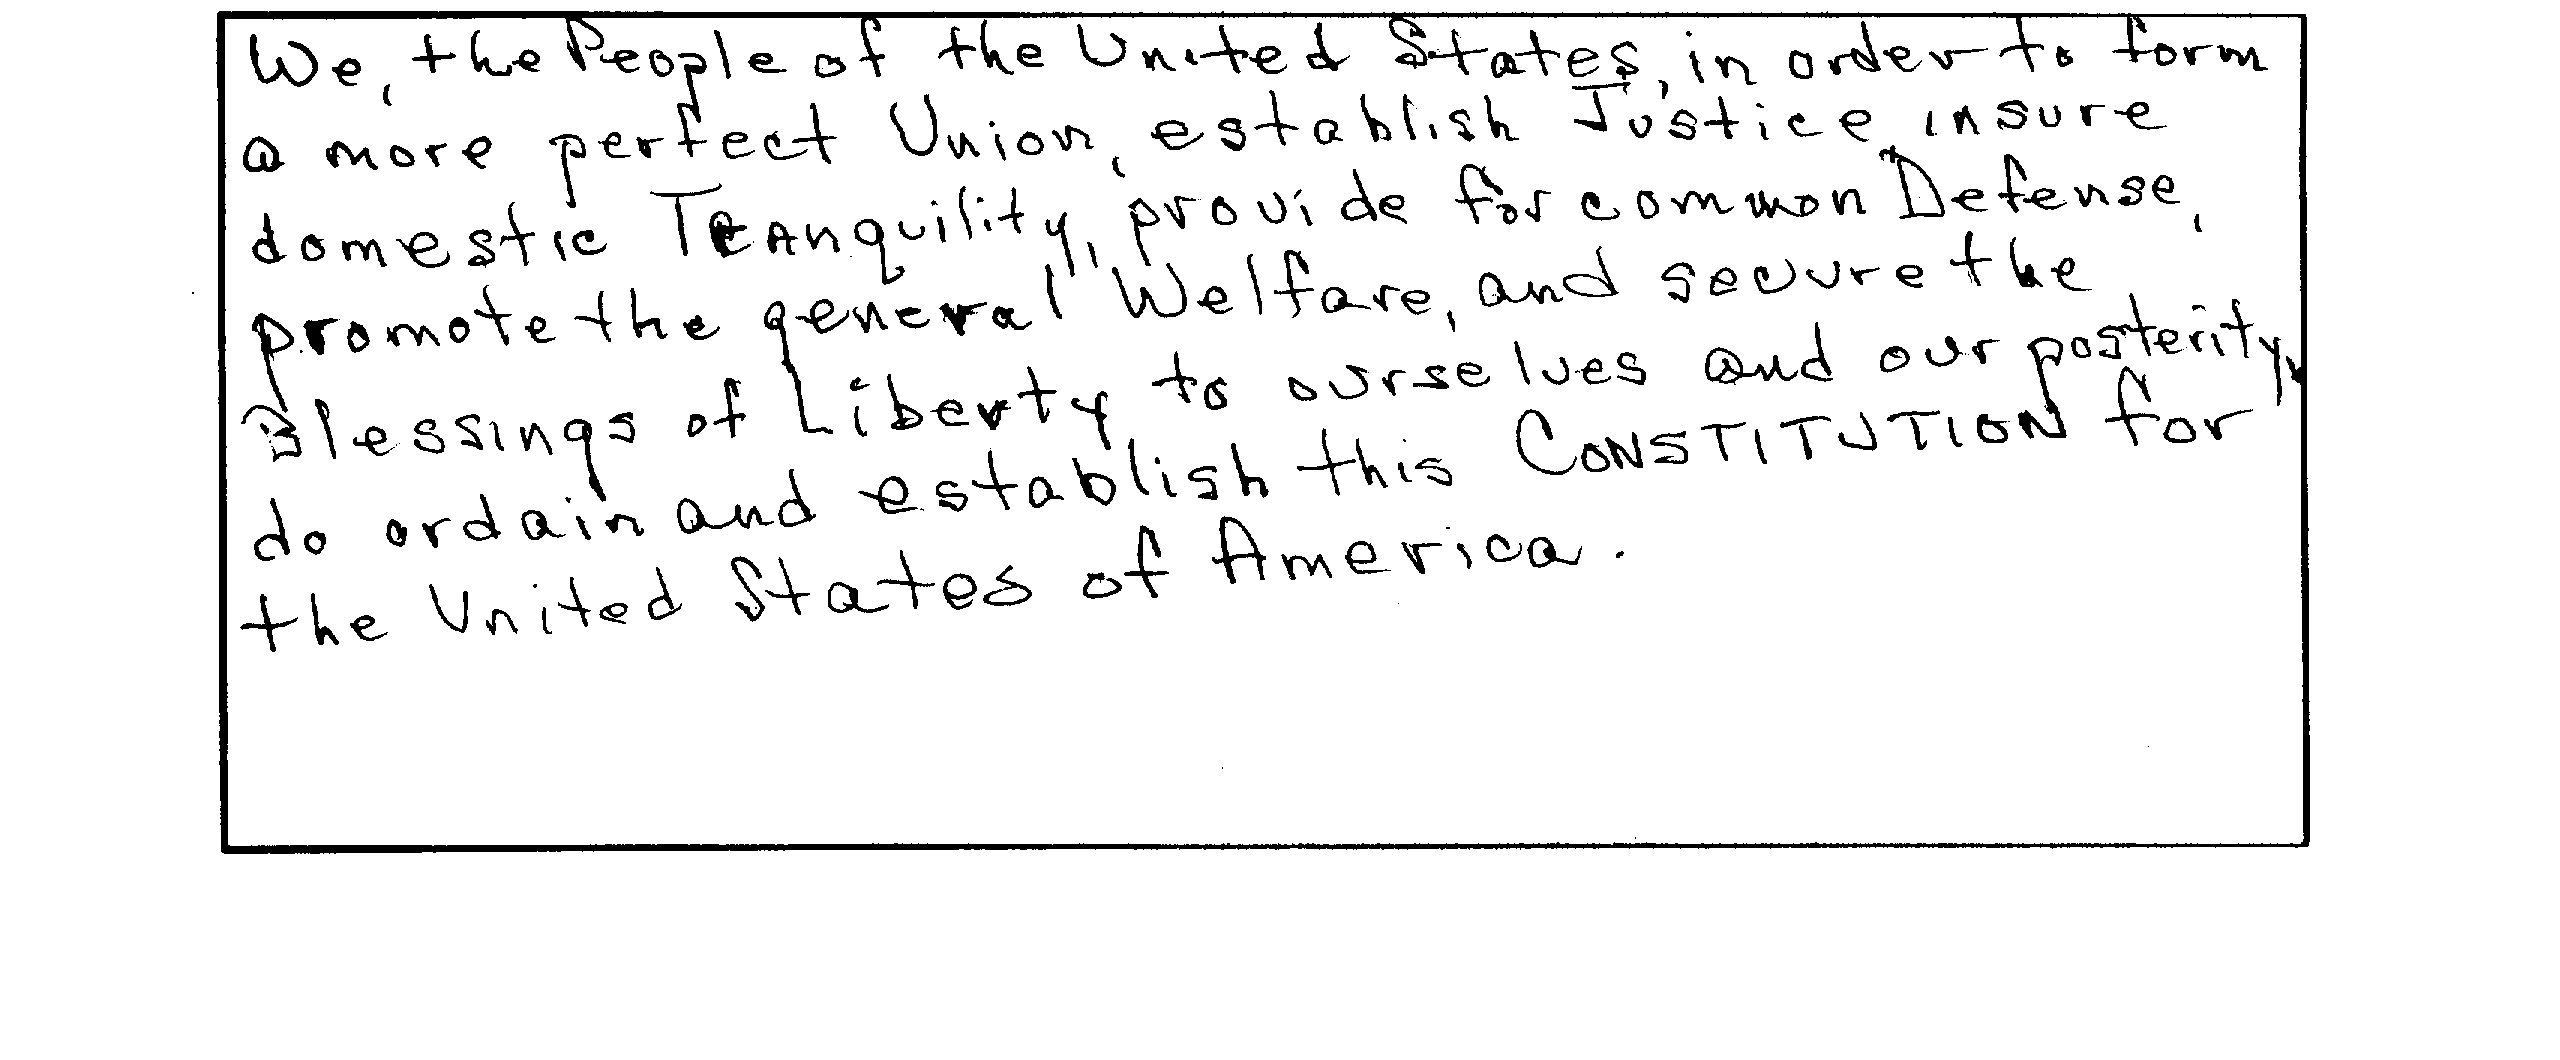 We, the People of the United States, in order to form
a more perfect Union, establish Justice, insure
domestic Tranquility, provide for common Defense,
promote the general Welfare, and secure the
Blessings of Liberty to ourselves and our posterity,
do ordain and establish this CONSTITUTION for
the United States of America.